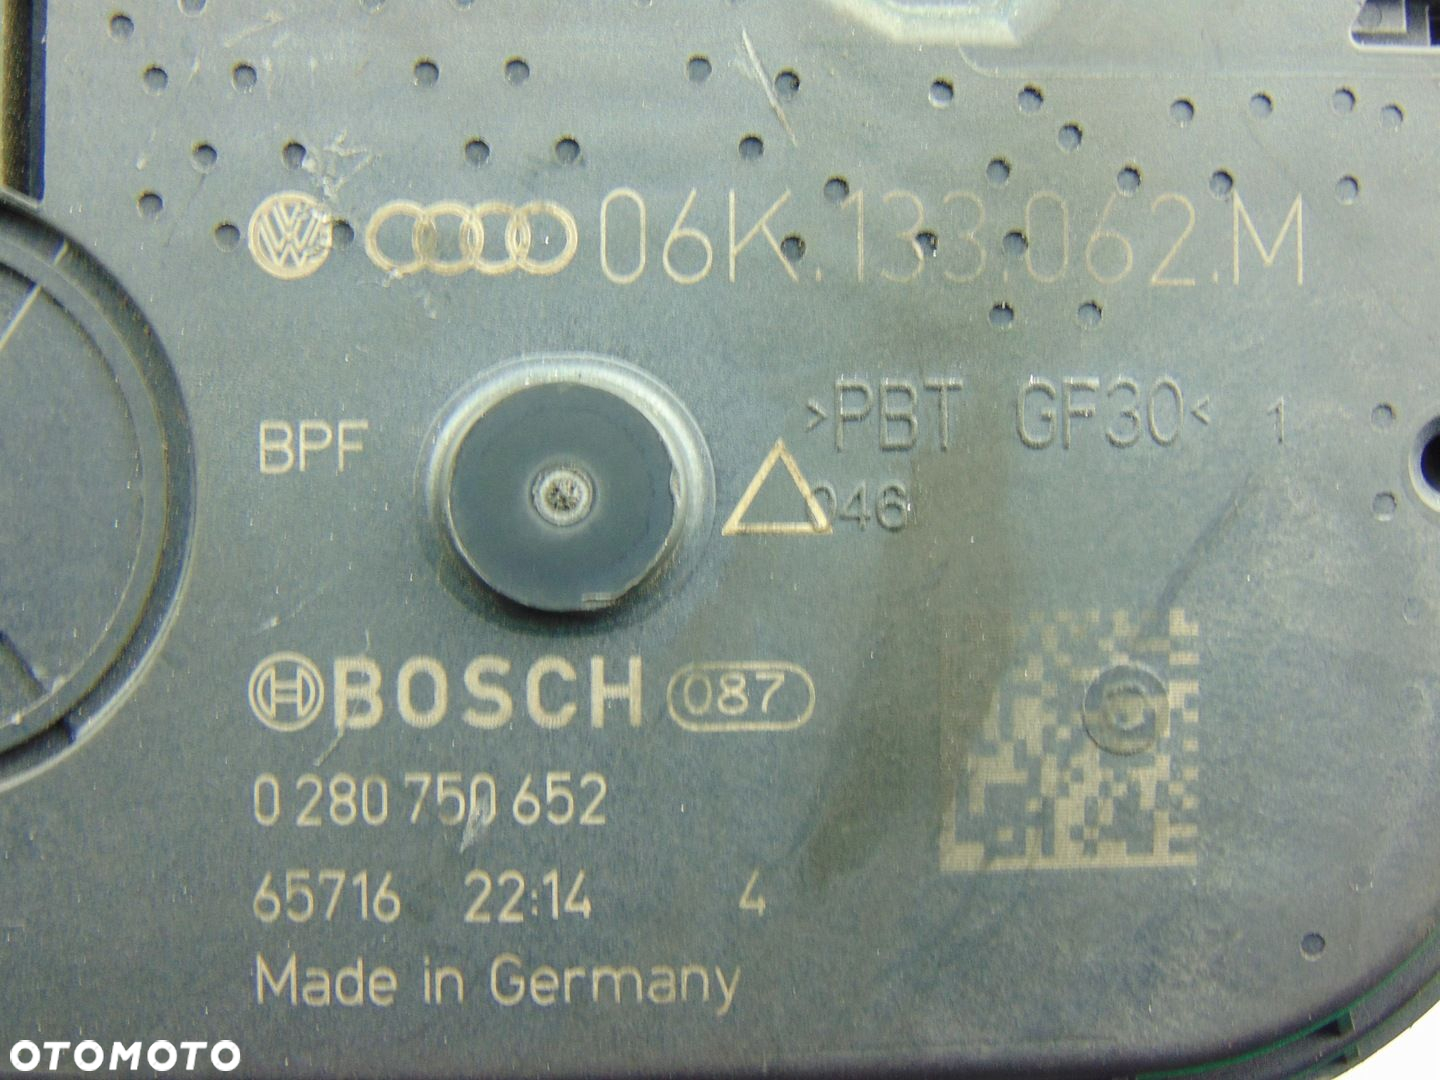 06K.133.062.M
>PBT GF30< 1
BPF
046
BOSCH 087
0 280 750 652
65716 22:14 4
Made in Germany
OTOMOTO